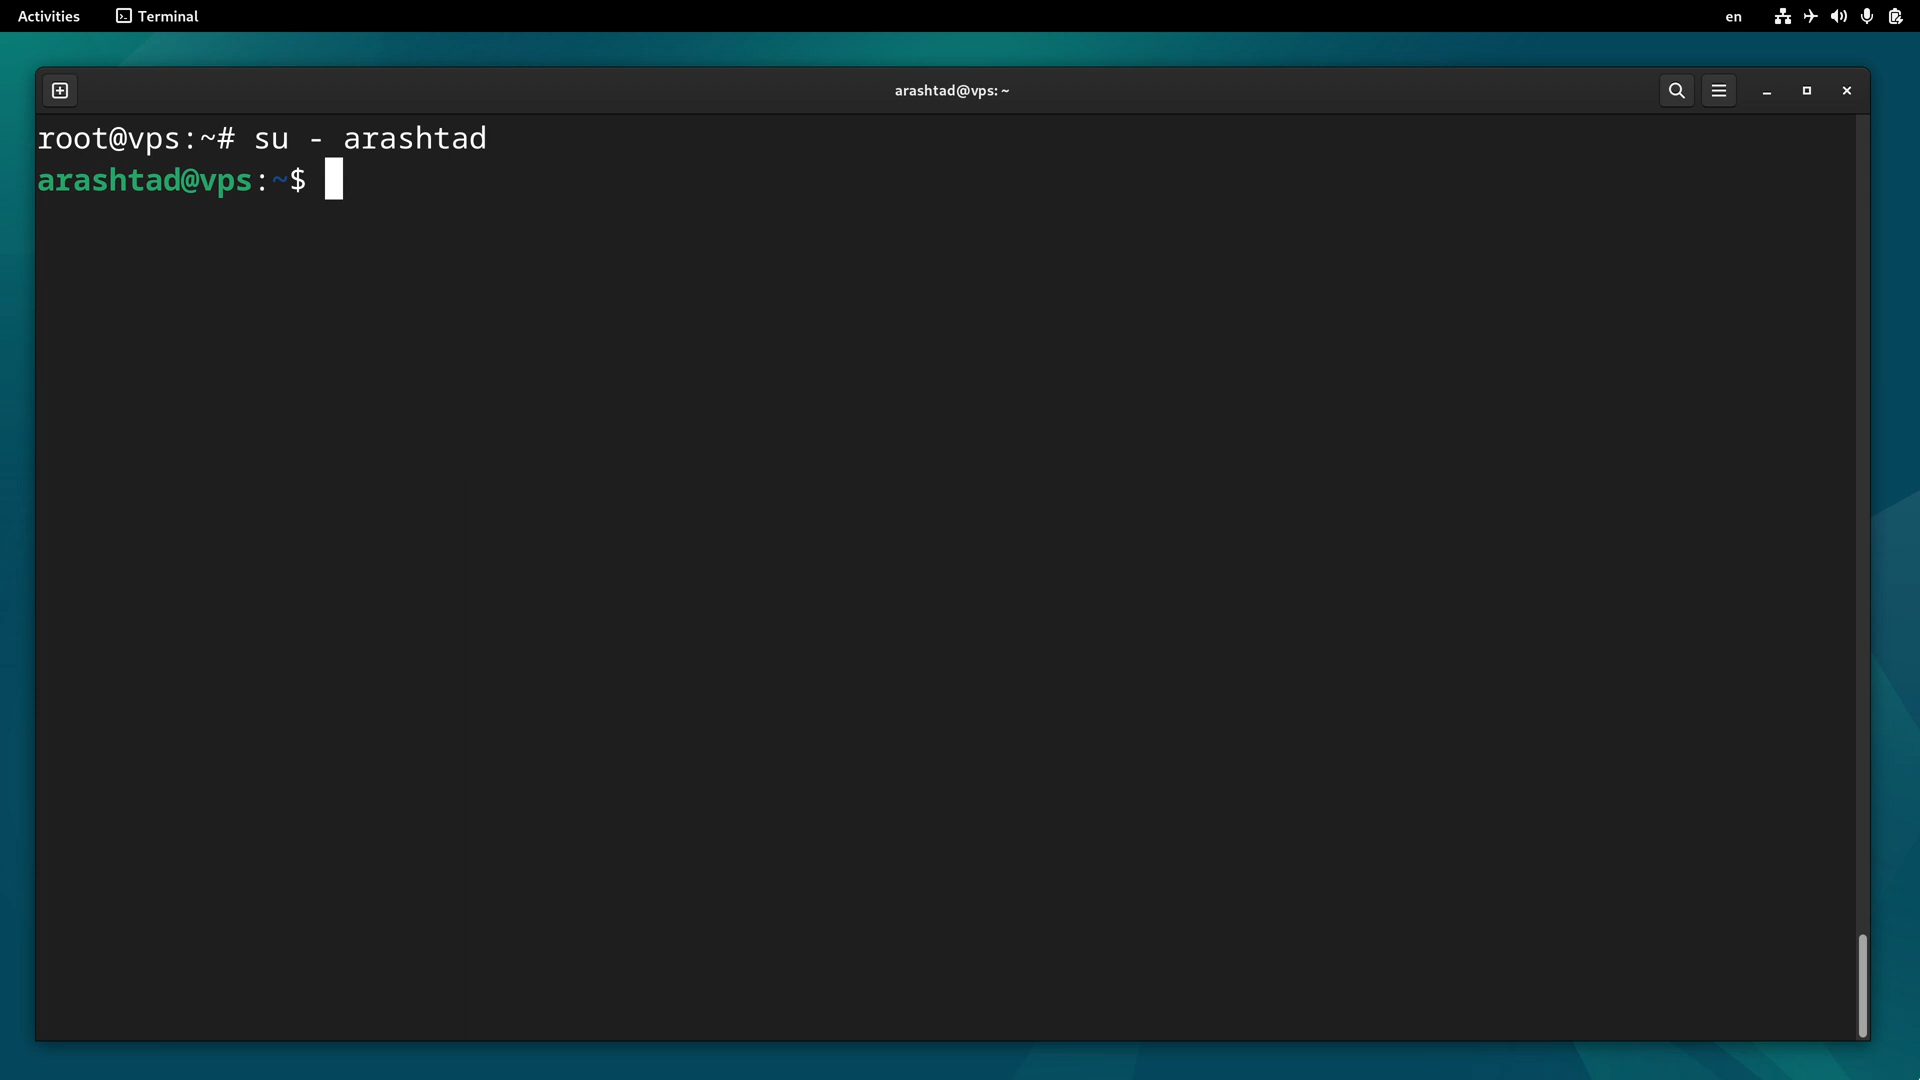 Activities
Terminal
en
arashtad@vps: ~
root@vps:~# su - arashtad
arashtad@vps:~$